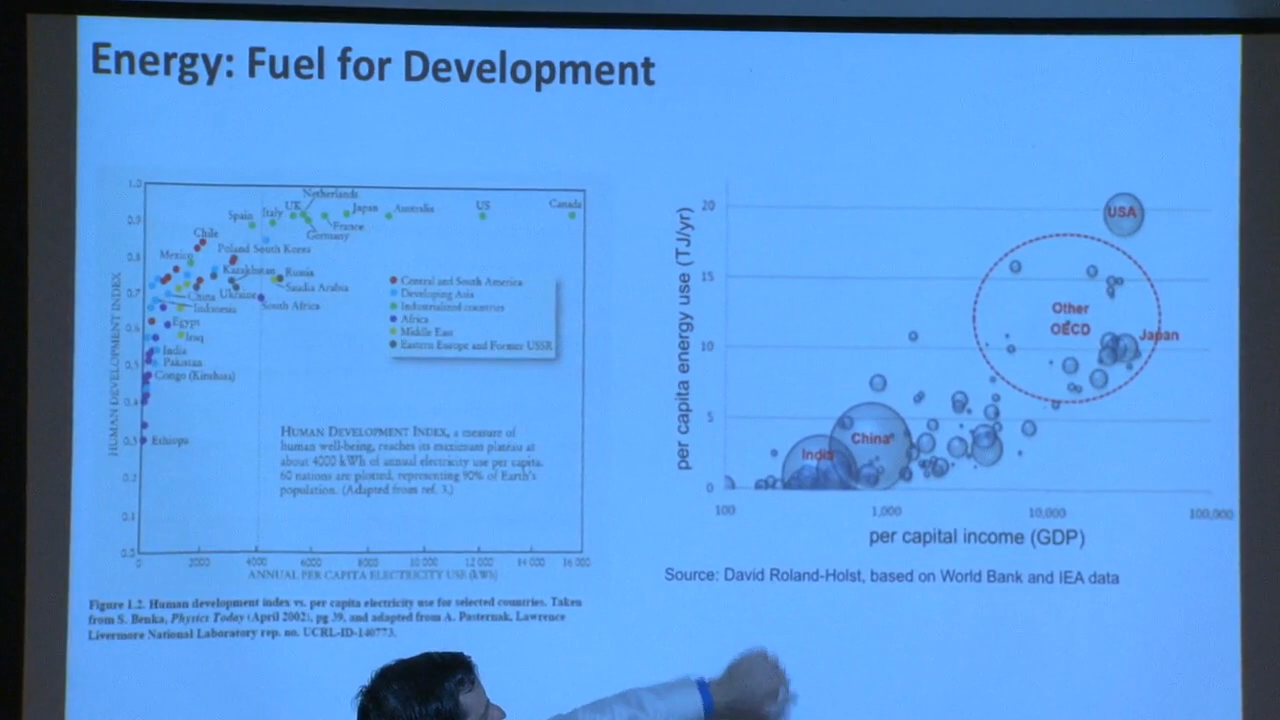 Energy: Fuel for Development
1.0
0.9
0.8
0.7
0.6
0.5
0.4
0.3
0.2
0.1
0.0
HUMAN DEVELOPMENT INDEX
Netherlands
Spain
Italy
UK
Japan
Australia
US
Canada
France
Germany
Chile
Poland
South Korea
Mexico
Kazakhstan
Russia
Saudi Arabia
China
Ukraine
Indonesia
South Africa
Egypt
Iraq
India
Pakistan
Congo (Kinshasa)
Ethiopa
Central and South America
Developing Asia
Industrialized countries
Africa
Middle East
Eastern Europe and Former USSR
HUMAN DEVELOPMENT INDEX, a measure of
human well-being, reaches its maximum plateau at
about 4000 kWh of annual electricity use per capita.
60 nations are plotted, representing 90% of Earth's
population. (Adapted from ref. 3.)
0 2000 4000 6000 8000 10 000 12 000 14 000 16 000
ANNUAL PER CAPITA ELECTRICITY USE (kWh)
Figure 1.2. Human development index vs. per capita electricity use for selected countries. Taken
from S. Benka, Physics Today (April 2002), pg 39, and adapted from A. Pasternak, Lawrence
Livermore National Laboratory rep. no. UCRL-ID-140773.
per capita energy use (TJ/yr)
20
15
10
5
0
USA
Other
OECD
Japan
China
India
100 1,000 10,000 100,000
per capital income (GDP)
Source: David Roland-Holst, based on World Bank and IEA data